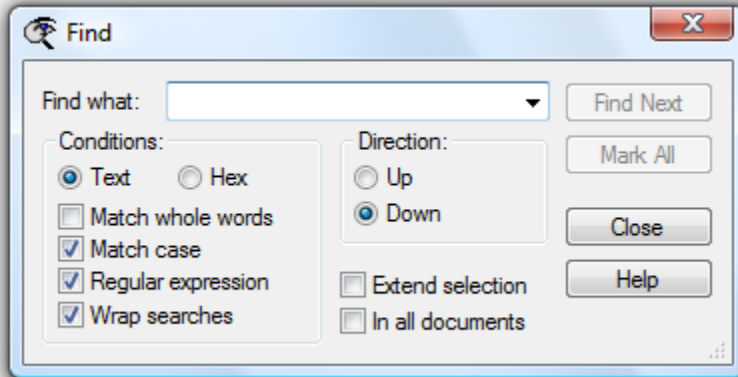 Find
Find what:
Find Next
Mark All
Conditions:
Text
Hex
Match whole words
Match case
Regular expression
Wrap searches
Direction:
Up
Down
Extend selection
In all documents
Close
Help